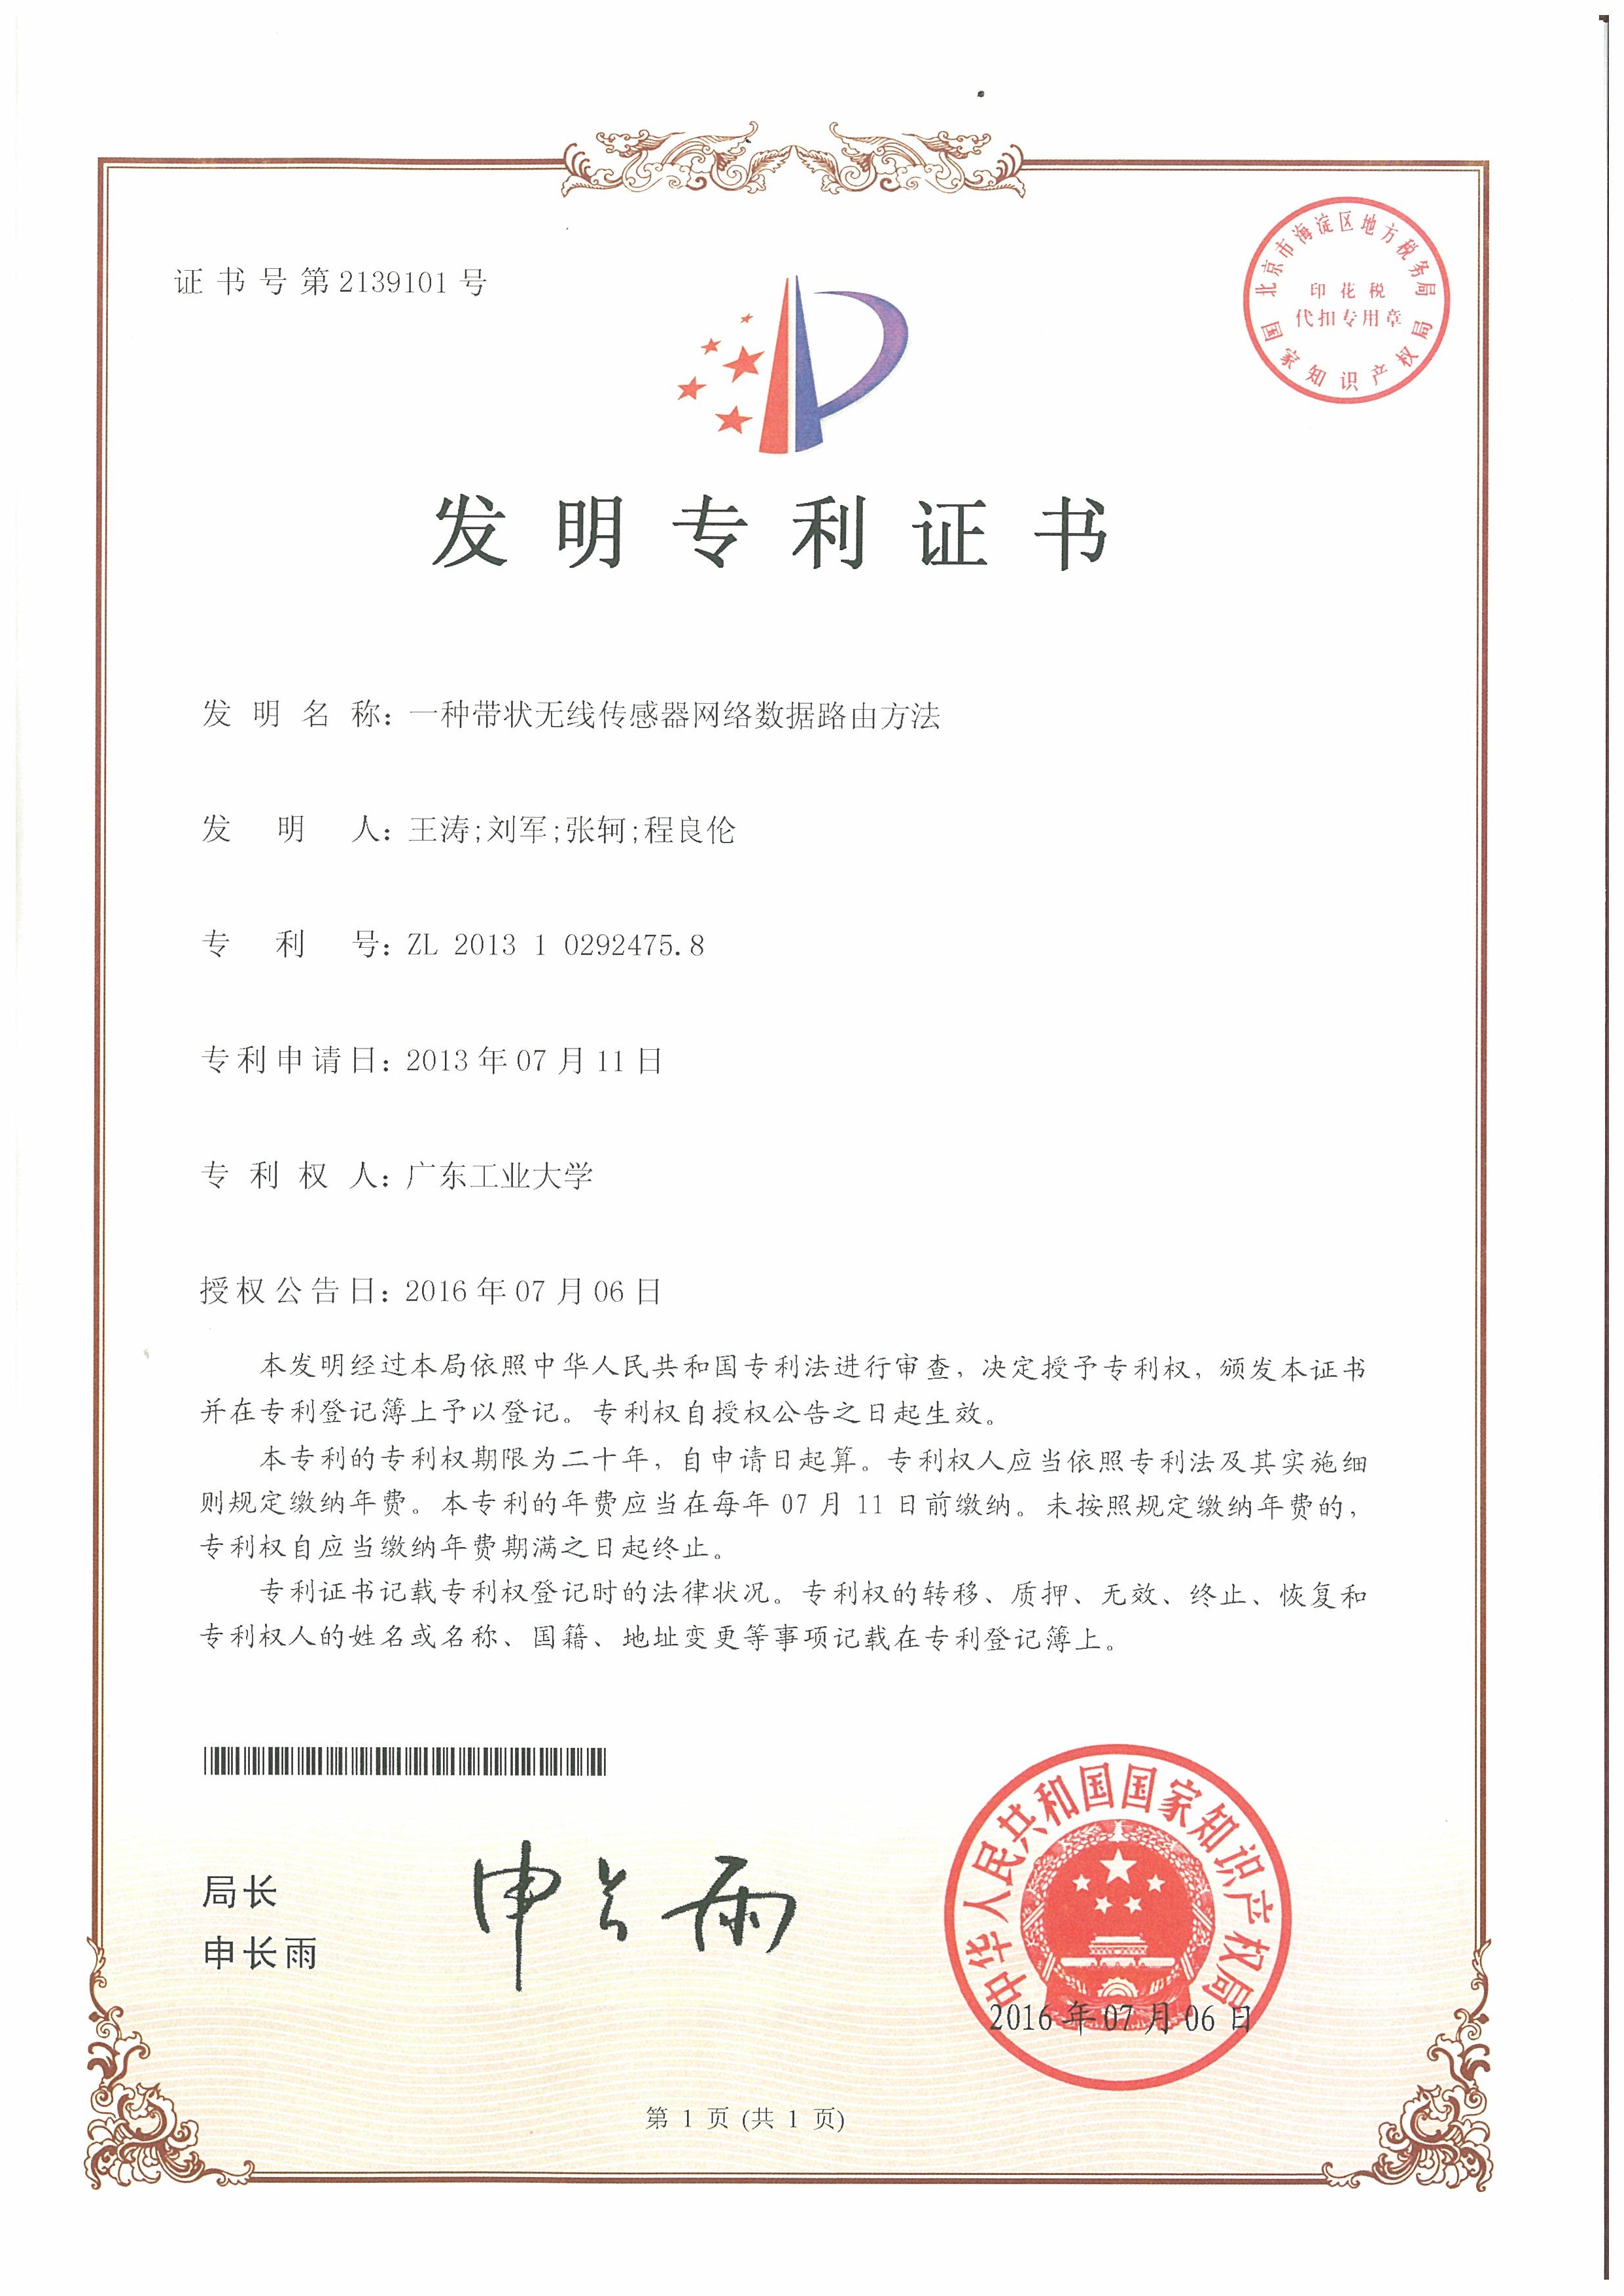 证书号第2139101号
北京市海淀区地方税务局
印花税
代扣专用章
国家知识产权局
发明专利证书
发明名称：一种带状无线传感器网络数据路由方法
发明人：王涛;刘军;张轲;程良伦
专利号：ZL 2013 1 0292475.8
专利申请日：2013年07月11日
专利权人：广东工业大学
授权公告日：2016年07月06日
本发明经过本局依照中华人民共和国专利法进行审查，决定授予专利权，颁发本证书
并在专利登记簿上予以登记。专利权自授权公告之日起生效。
本专利的专利权期限为二十年，自申请日起算。专利权人应当依照专利法及其实施细
则规定缴纳年费。本专利的年费应当在每年07月11日前缴纳。未按照规定缴纳年费的，
专利权自应当缴纳年费期满之日起终止。
专利证书记载专利权登记时的法律状况。专利权的转移、质押、无效、终止、恢复和
专利权人的姓名或名称、国籍、地址变更等事项记载在专利登记簿上。
局长
申长雨
申长雨
中华人民共和国国家知识产权局
2016年07月06日
第 1 页 (共 1 页)